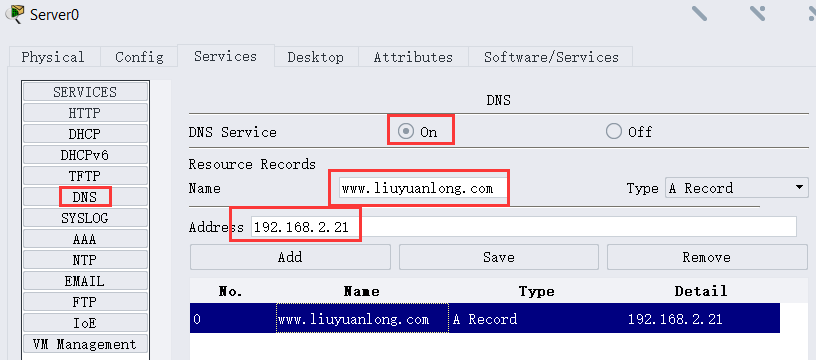 Server0
Physical Config Services Desktop Attributes Software/Services
SERVICES
HTTP
DHCP
DHCPv6
TFTP
DNS
SYSLOG
AAA
NTP
EMAIL
FTP
IoE
VM Management
DNS
DNS Service On Off
Resource Records
Name www.liuyuanlong.com Type A Record
Address 192.168.2.21
Add Save Remove
No. Name Type Detail
0 www.liuyuanlong.com A Record 192.168.2.21